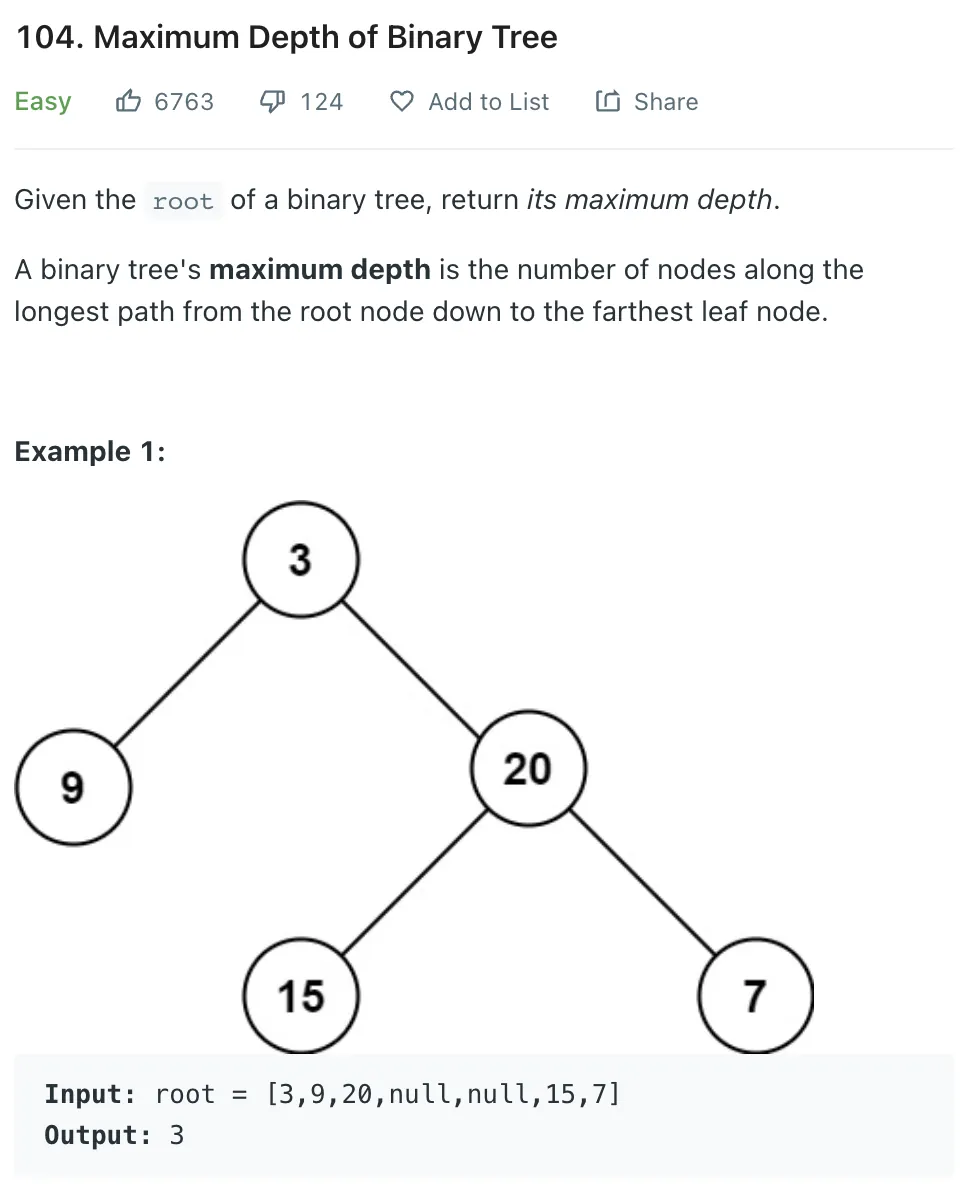 104. Maximum Depth of Binary Tree
Easy 6763 124 Add to List Share
Given the root of a binary tree, return its maximum depth.
A binary tree's maximum depth is the number of nodes along the
longest path from the root node down to the farthest leaf node.
Example 1:
3
9
20
15
7
Input: root = [3,9,20,null,null,15,7]
Output: 3